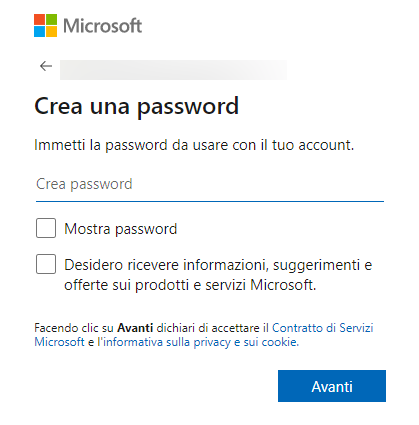 Microsoft
Crea una password
Immetti la password da usare con il tuo account.
Crea password
Mostra password
Desidero ricevere informazioni, suggerimenti e
offerte sui prodotti e servizi Microsoft.
Facendo clic su Avanti dichiari di accettare il Contratto di Servizi
Microsoft e l'informativa sulla privacy e sui cookie.
Avanti